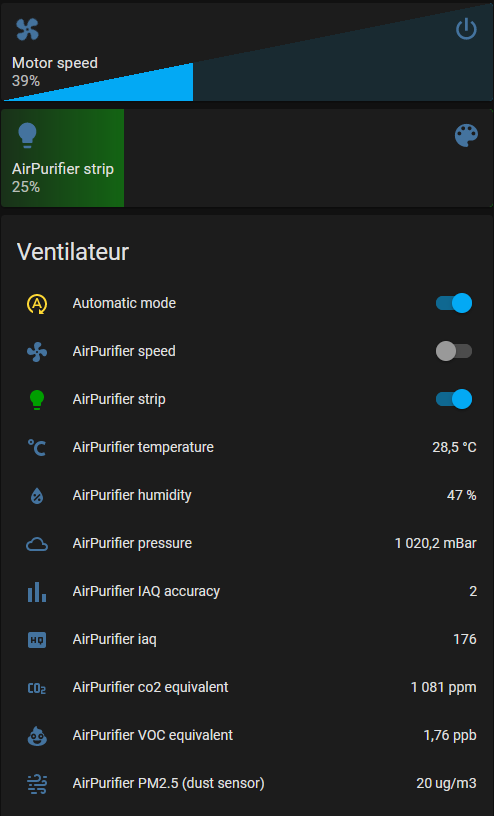 Motor speed
39%
AirPurifier strip
25%
Ventilateur
Automatic mode
AirPurifier speed
AirPurifier strip
AirPurifier temperature 28,5 °C
AirPurifier humidity 47 %
AirPurifier pressure 1 020,2 mBar
AirPurifier IAQ accuracy 2
HQ AirPurifier iaq 176
CO2 AirPurifier co2 equivalent 1 081 ppm
AirPurifier VOC equivalent 1,76 ppb
AirPurifier PM2.5 (dust sensor) 20 ug/m3